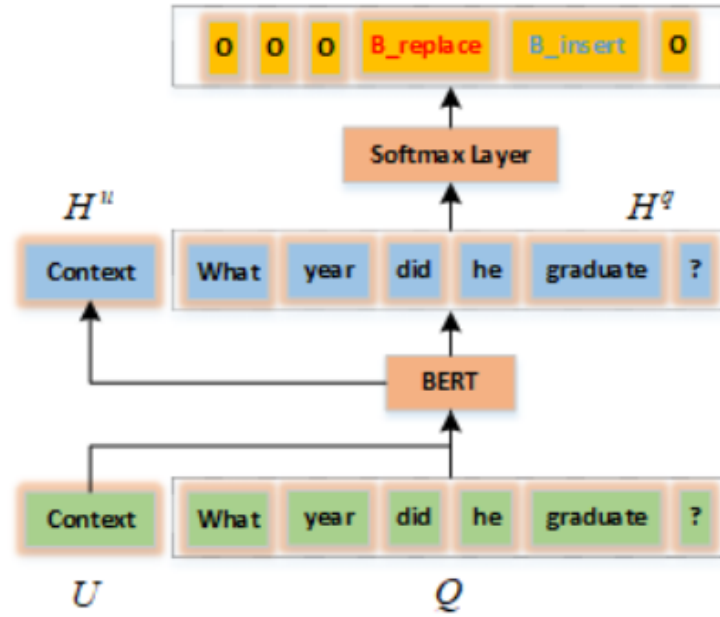 O O O B_replace B_insert O
Softmax Layer
H^u H^q
Context What year did he graduate ?
BERT
Context What year did he graduate ?
U Q